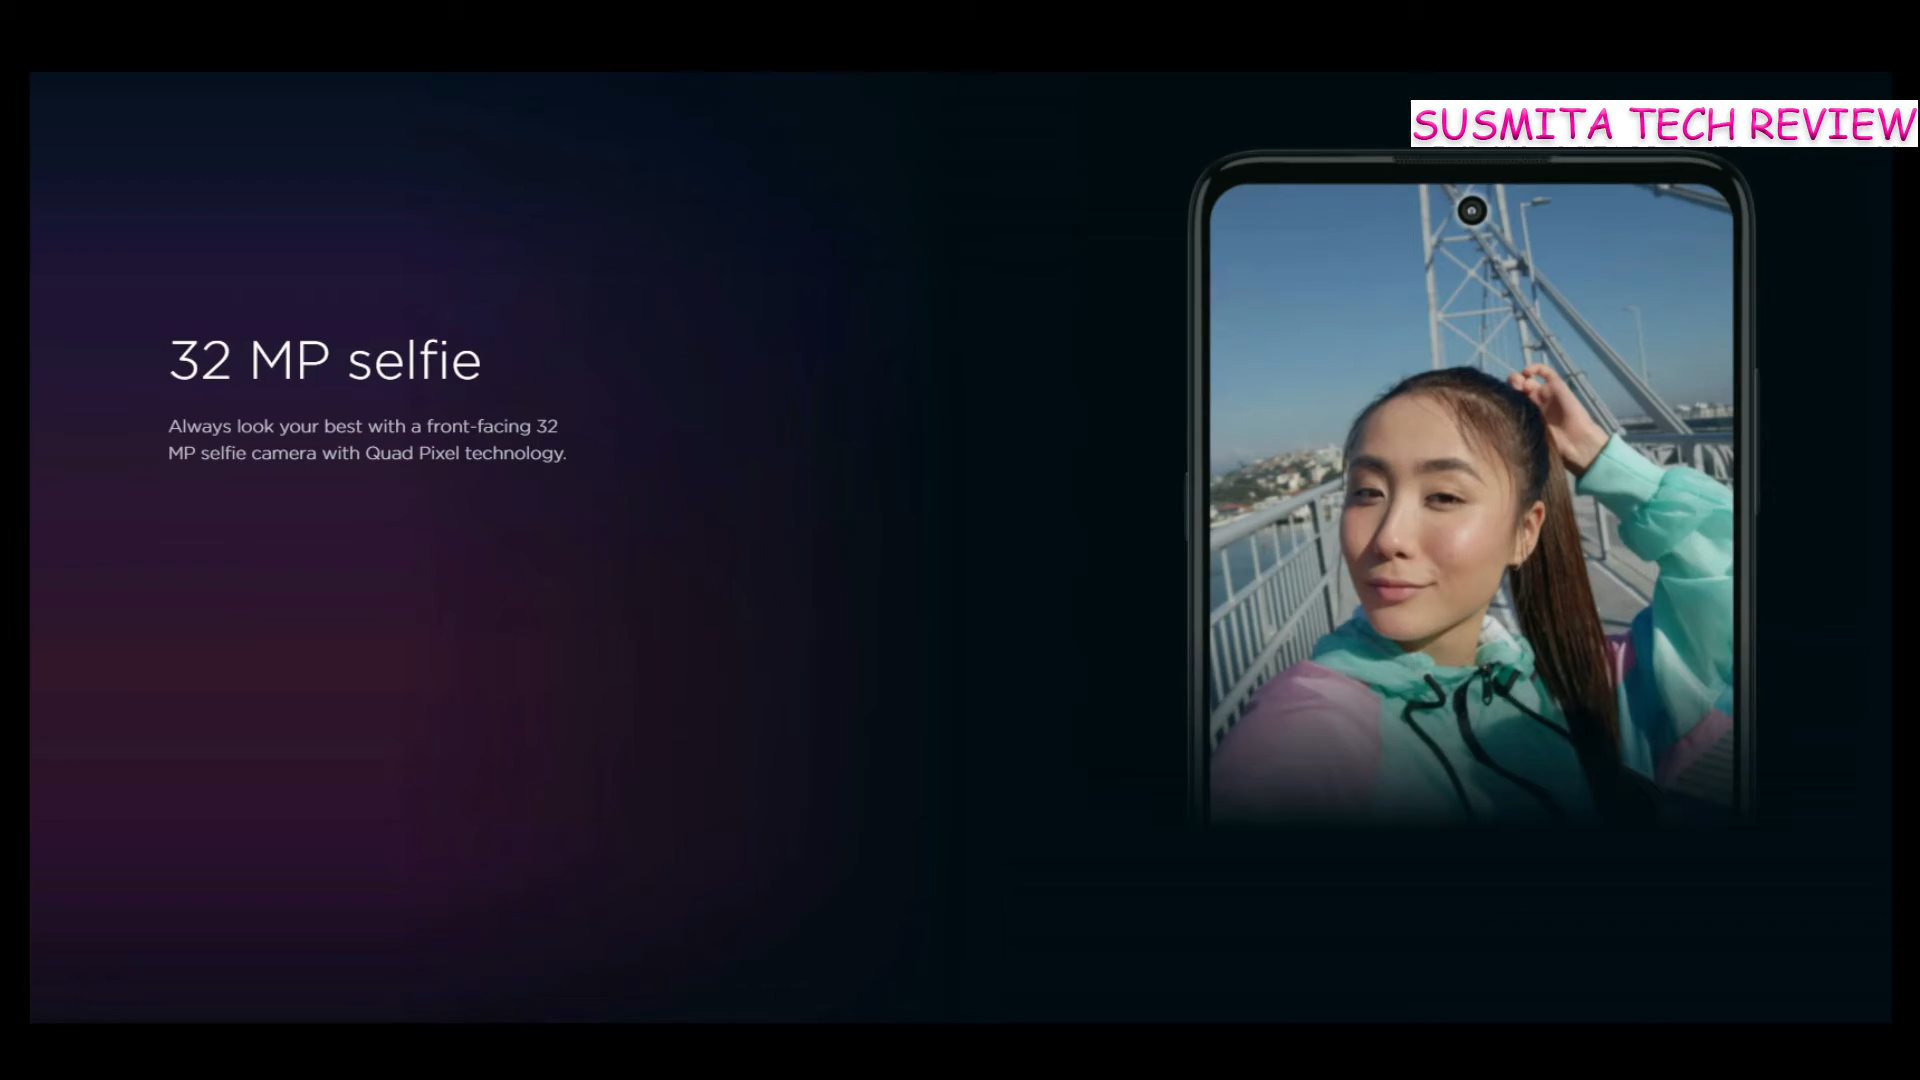 SUSMITA TECH REVIEW
32 MP selfie
Always look your best with a front-facing 32
MP selfie camera with Quad Pixel technology.